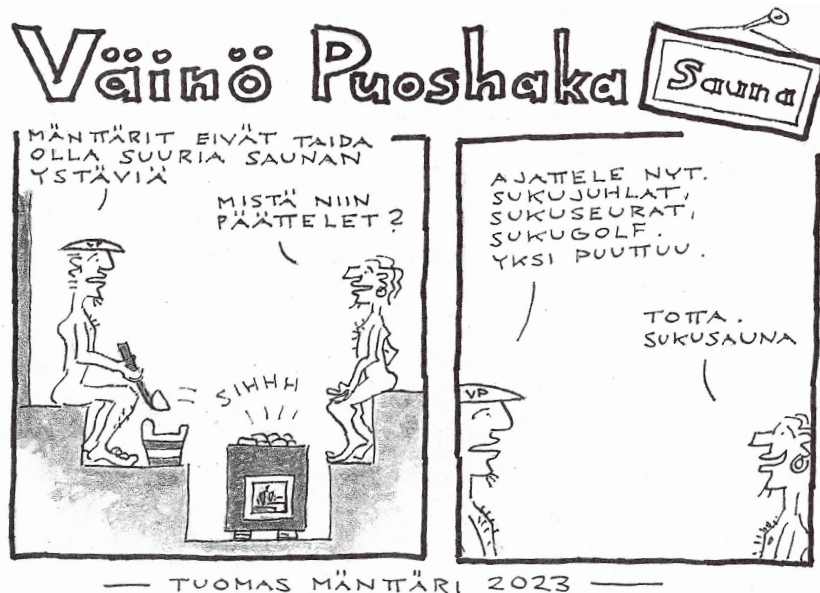 Väinö Puoshaka
Sauna
MÄNTTÄRIT EIVÄT TAIDA
OLLA SUURIA SAUNAN
YSTÄVIÄ
MISTÄ NIIN
PÄÄTTELET?
VP
SIHHH
AJATTELE NYT.
SUKUJUHLAT,
SUKUSEURAT,
SUKUGOLF.
YKSI PUUTTUU.
TOTTA.
SUKUSAUNA
VP
TUOMAS MÄNTTÄRI 2023